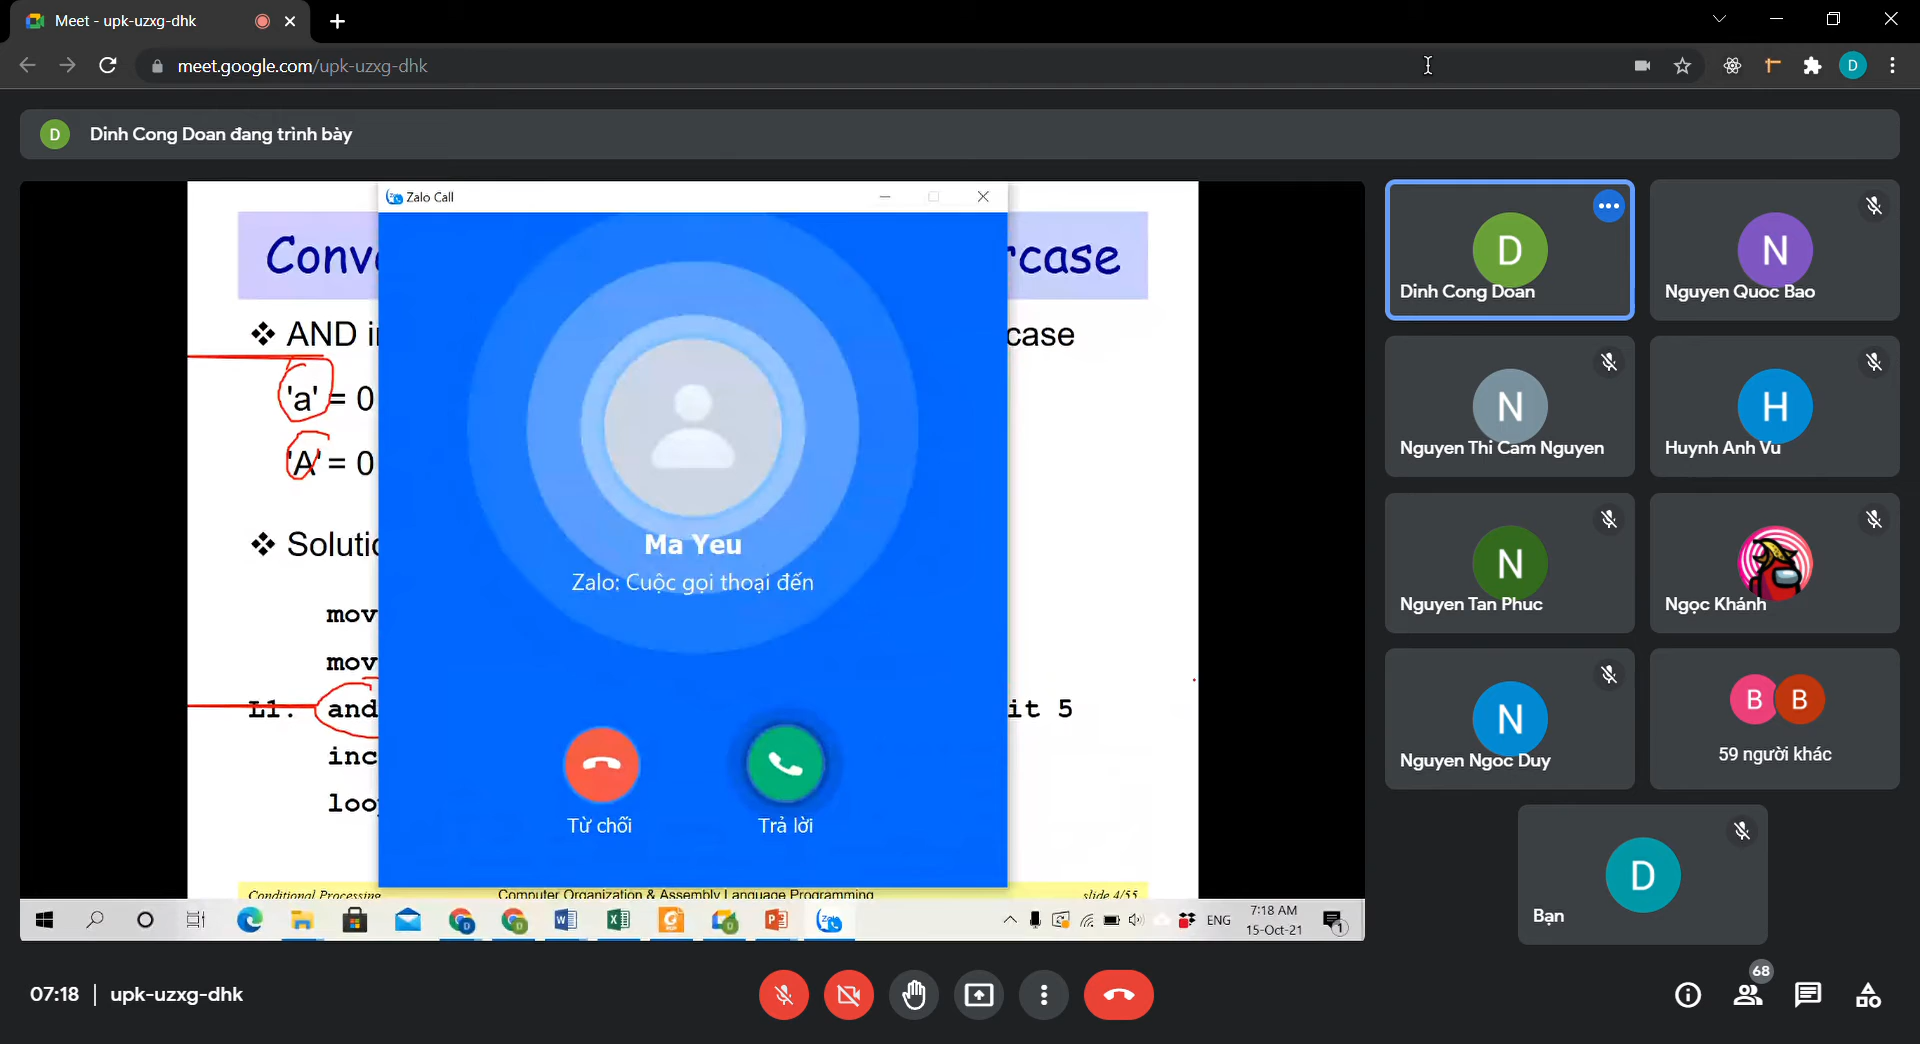 Meet - upk-uzxg-dhk
meet.google.com/upk-uzxg-dhk
D
D
Dinh Cong Doan đang trình bày
Zalo Call
Conv
rcase
AND i
case
'a' = 0
'A' = 0
Solutio
mov
mov
L1: and
it 5
inc
loo
Ma Yeu
Zalo: Cuộc gọi thoại đến
Từ chối
Trả lời
Conditional Processing
Computer Organization & Assembly Language Programming
slide 4/55
ENG
7:18 AM
15-Oct-21
1
D
Dinh Cong Doan
N
Nguyen Quoc Bao
N
Nguyen Thi Cam Nguyen
H
Huynh Anh Vu
N
Nguyen Tan Phuc
Ngọc Khánh
N
Nguyen Ngoc Duy
B B
59 người khác
D
Bạn
07:18 | upk-uzxg-dhk
68